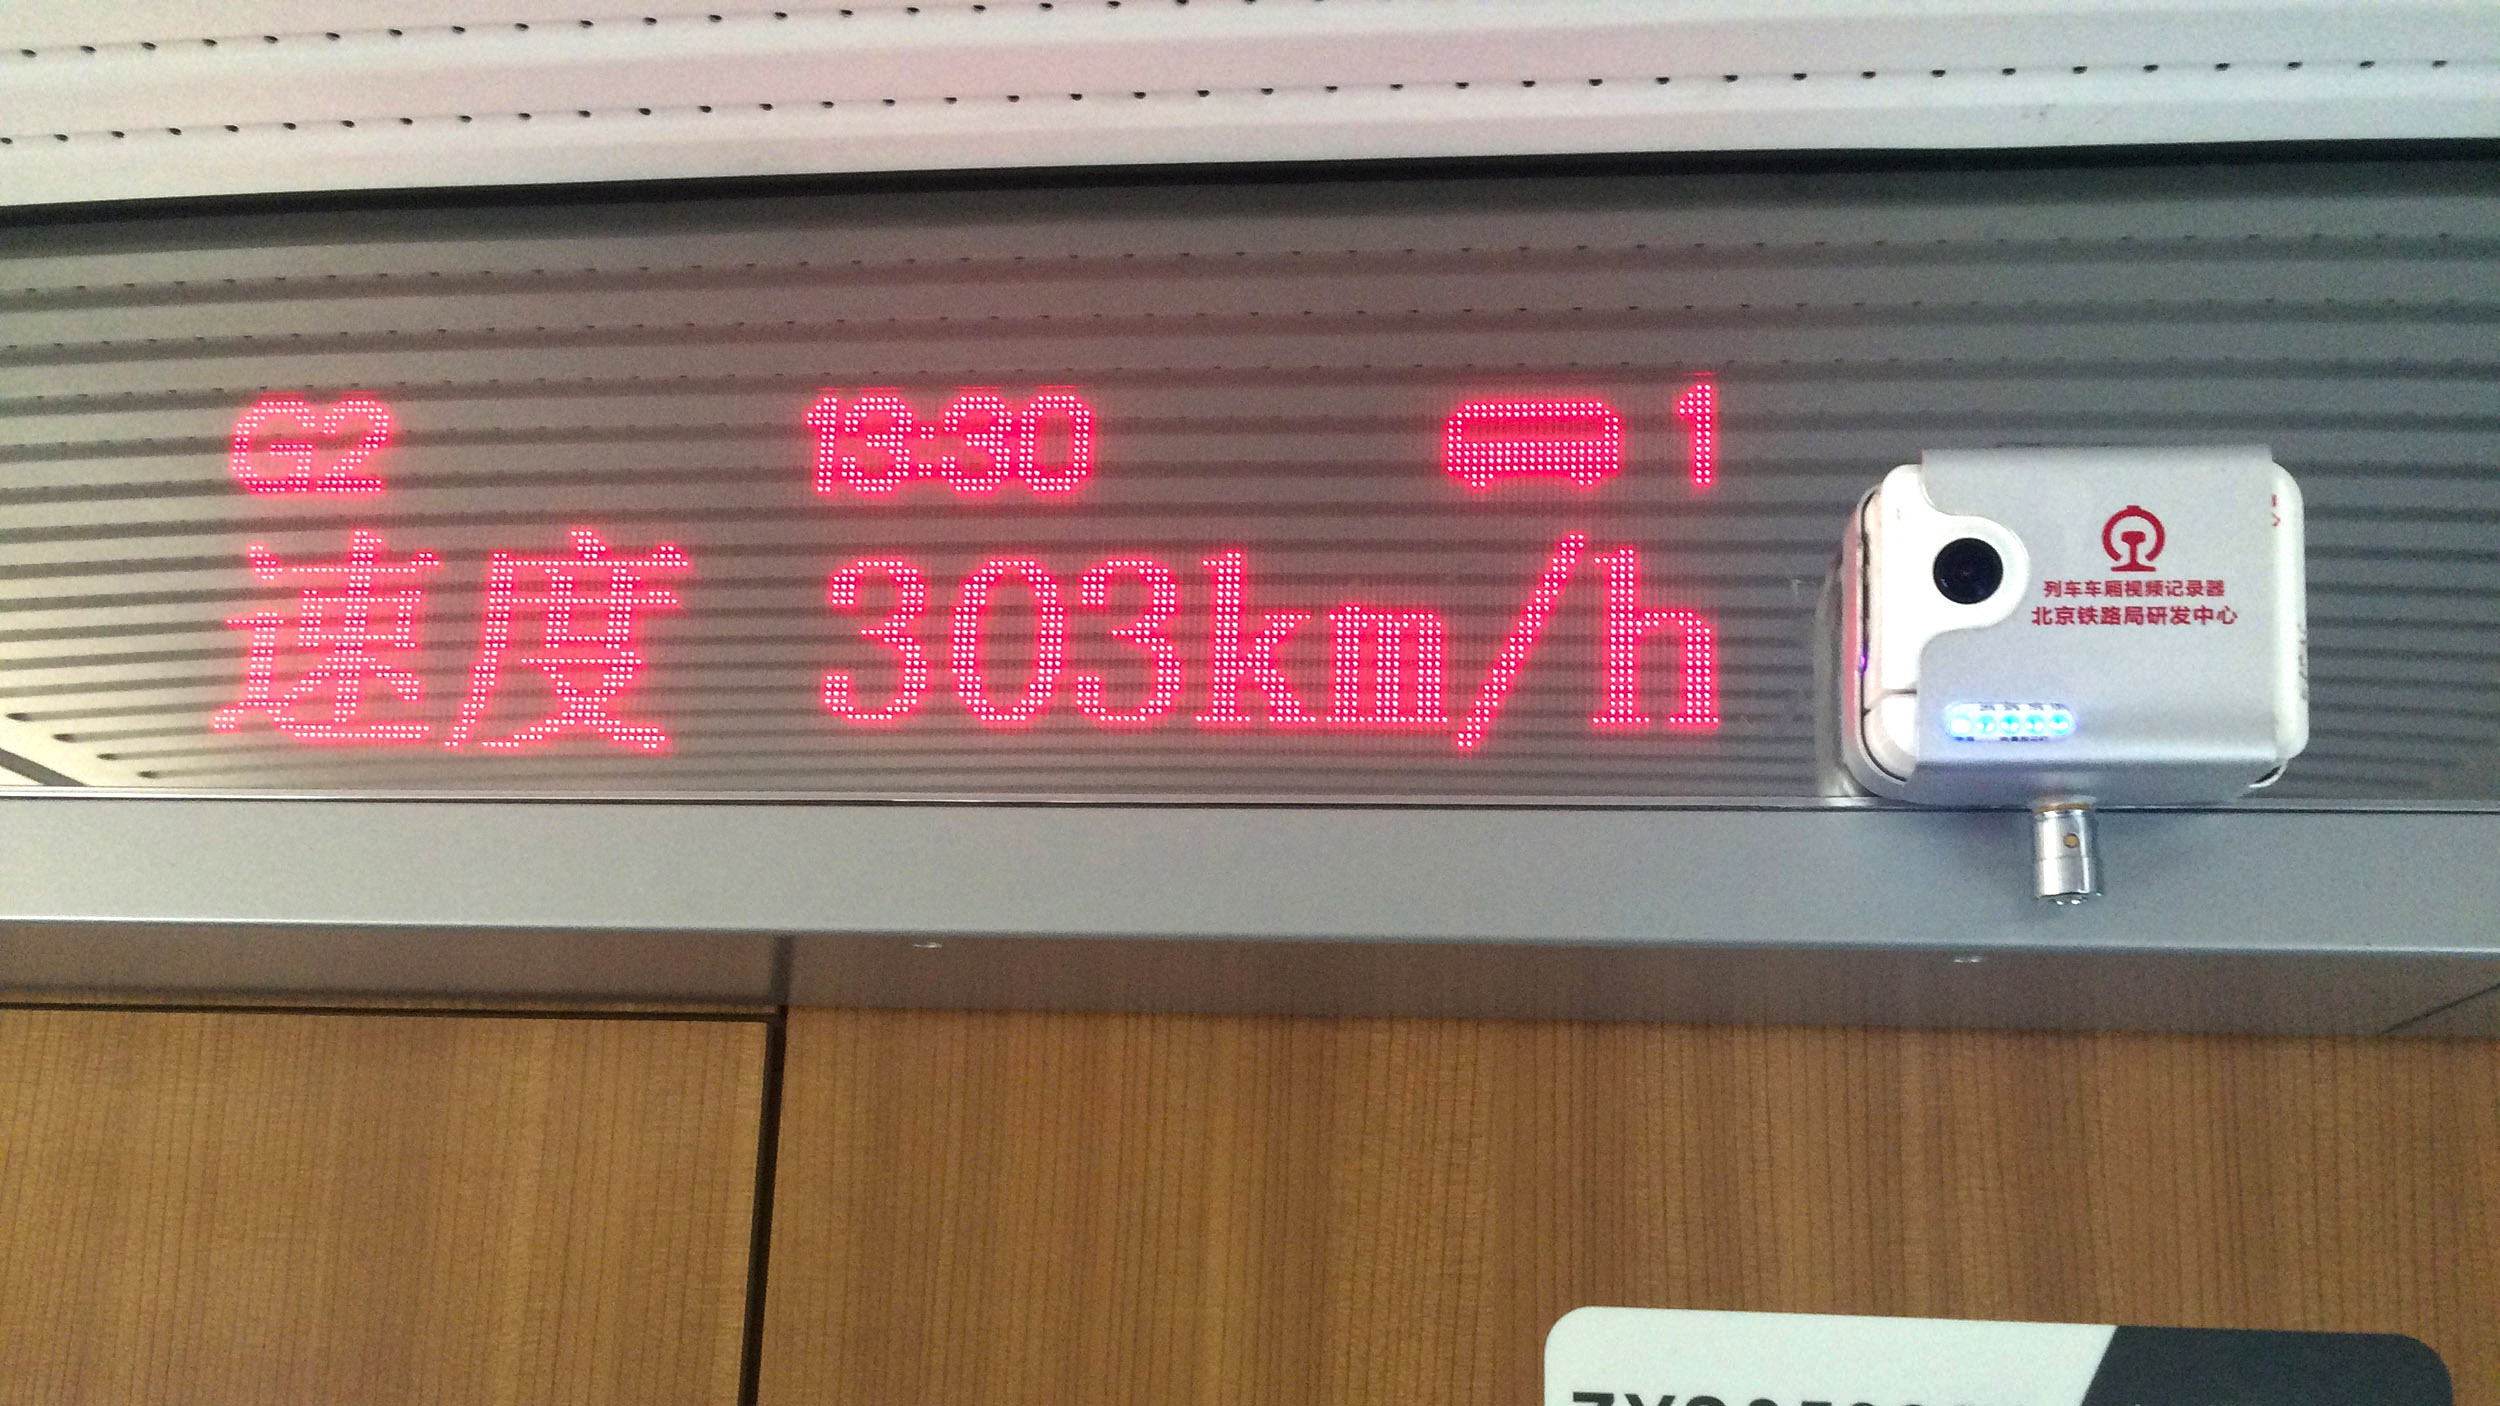 G2 13:30 1
速度 303km/h
列车车厢视频记录器
北京铁路局研发中心